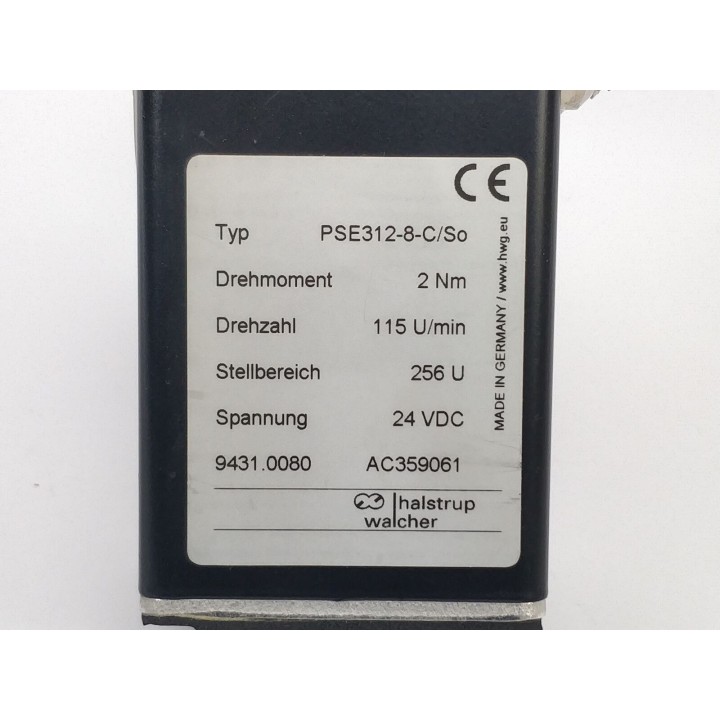 CE
Typ PSE312-8-C/So
Drehmoment 2 Nm
Drehzahl 115 U/min
Stellbereich 256 U
Spannung 24 VDC
9431.0080 AC359061
halstrup
walcher
MADE IN GERMANY / www.hwg.eu